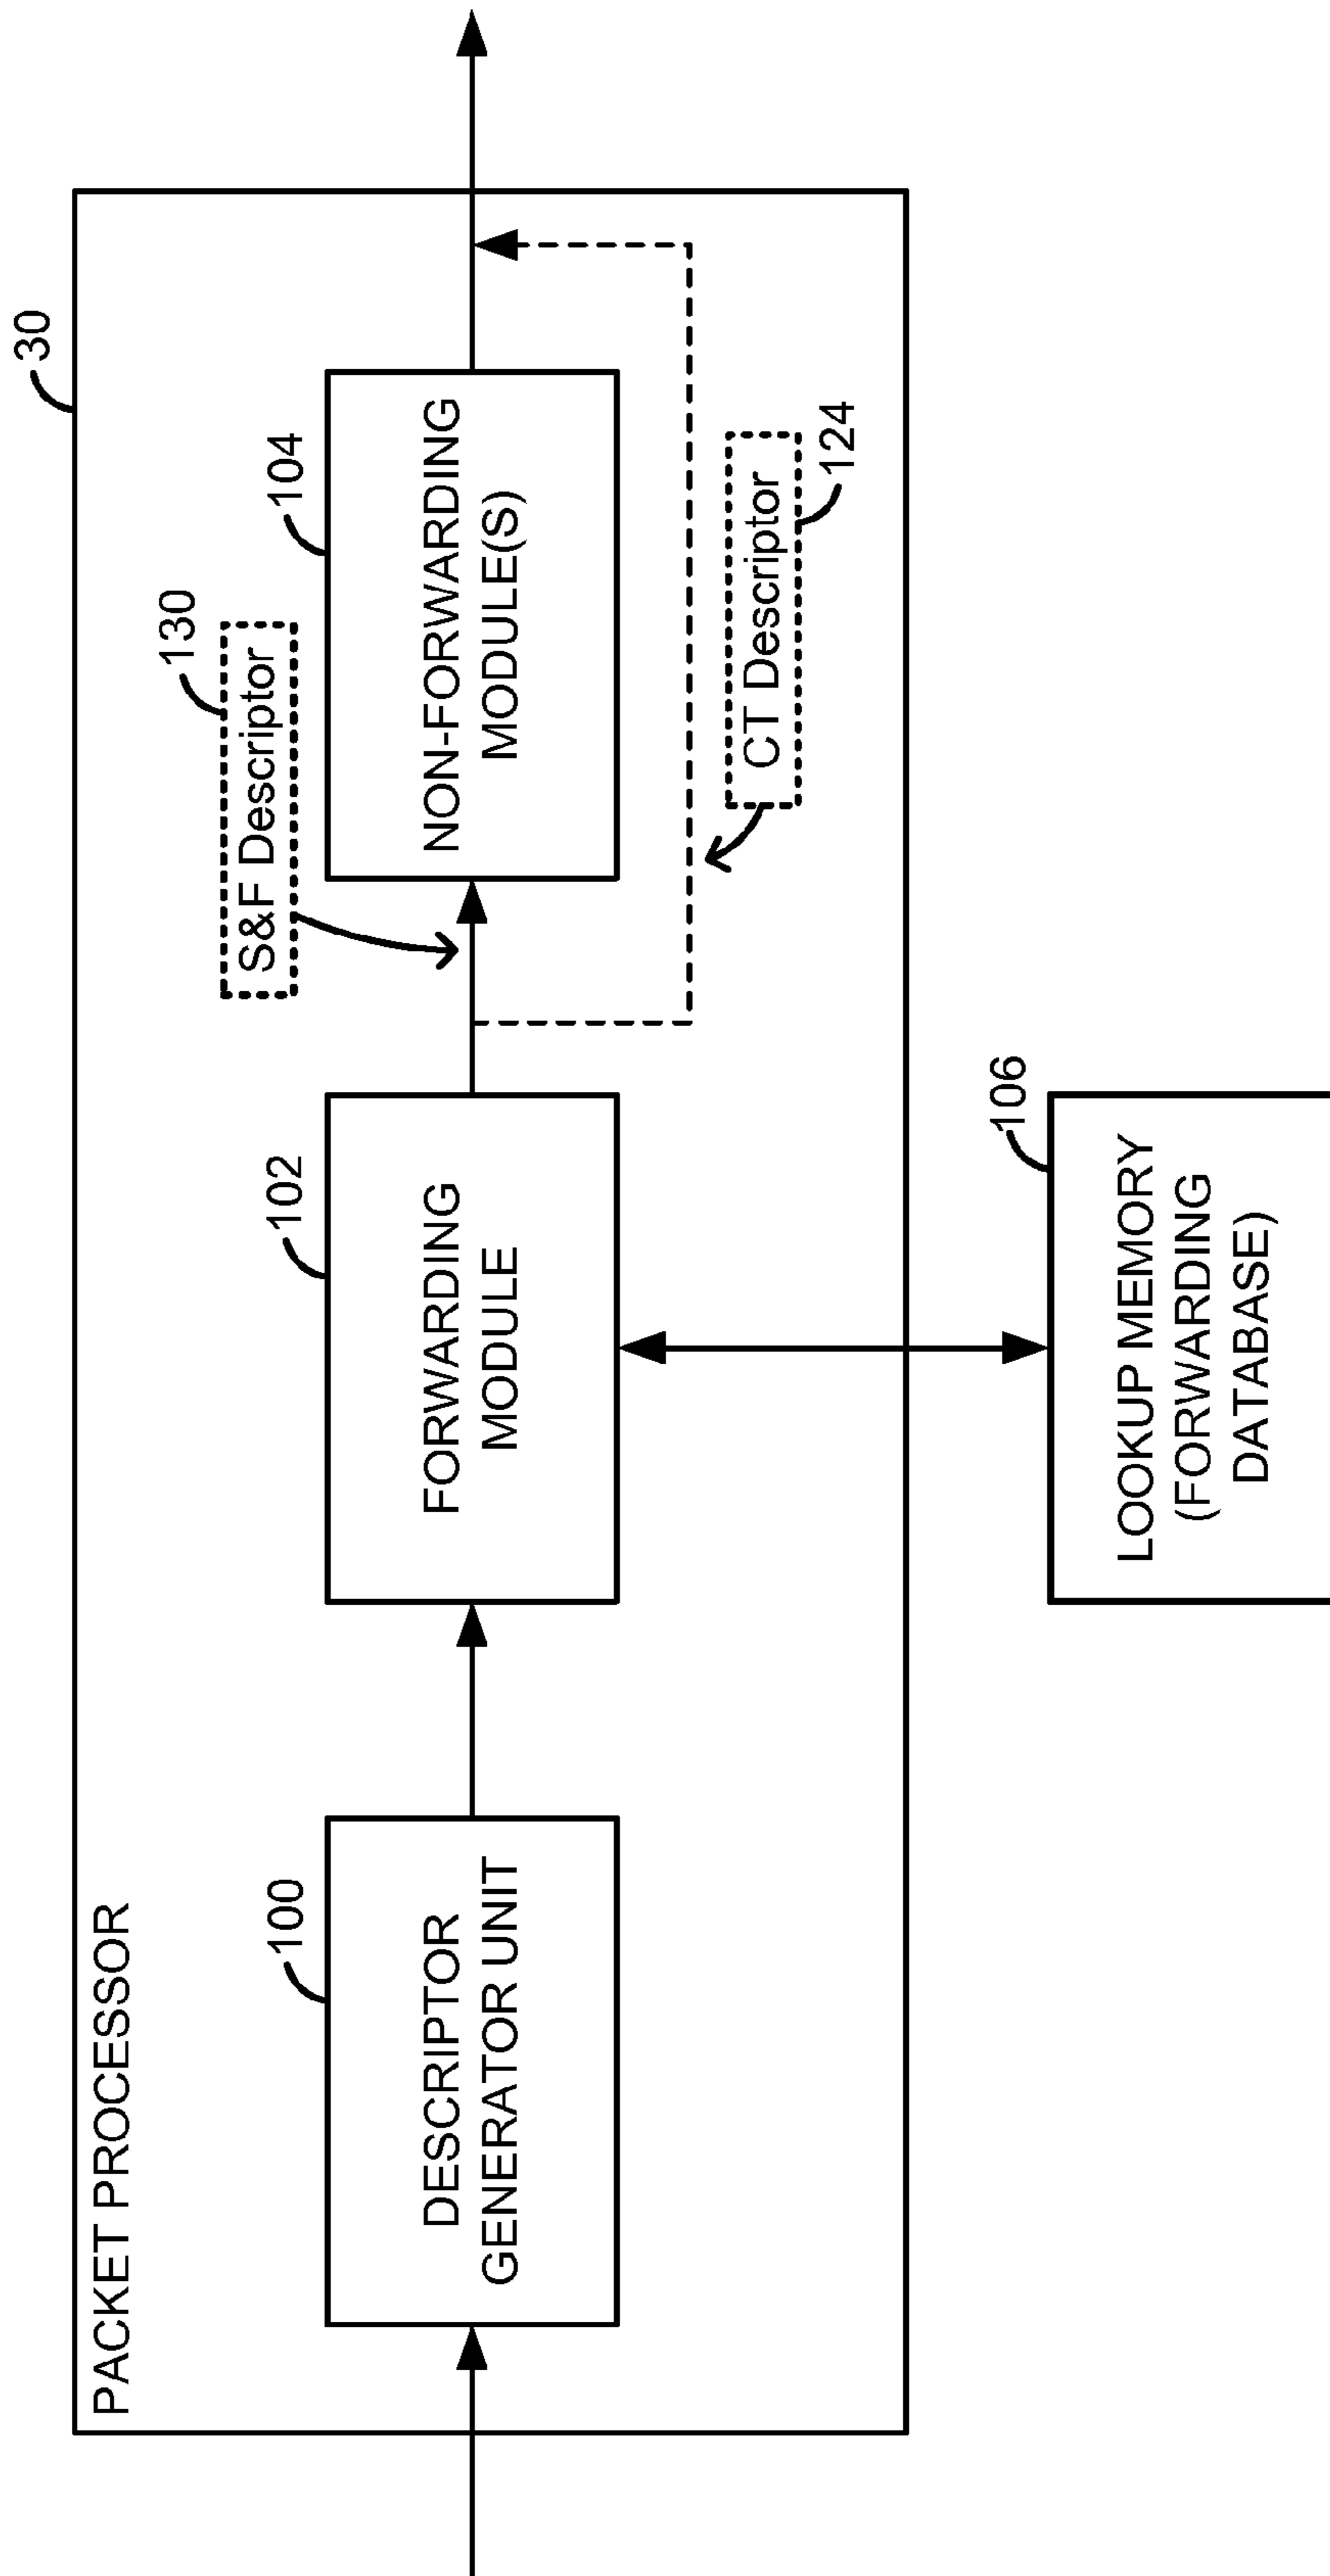 PACKET PROCESSOR
30
100
DESCRIPTOR
GENERATOR UNIT
102
FORWARDING
MODULE
130
S&F Descriptor
104
NON-FORWARDING
MODULE(S)
CT Descriptor
124
106
LOOKUP MEMORY
(FORWARDING
DATABASE)